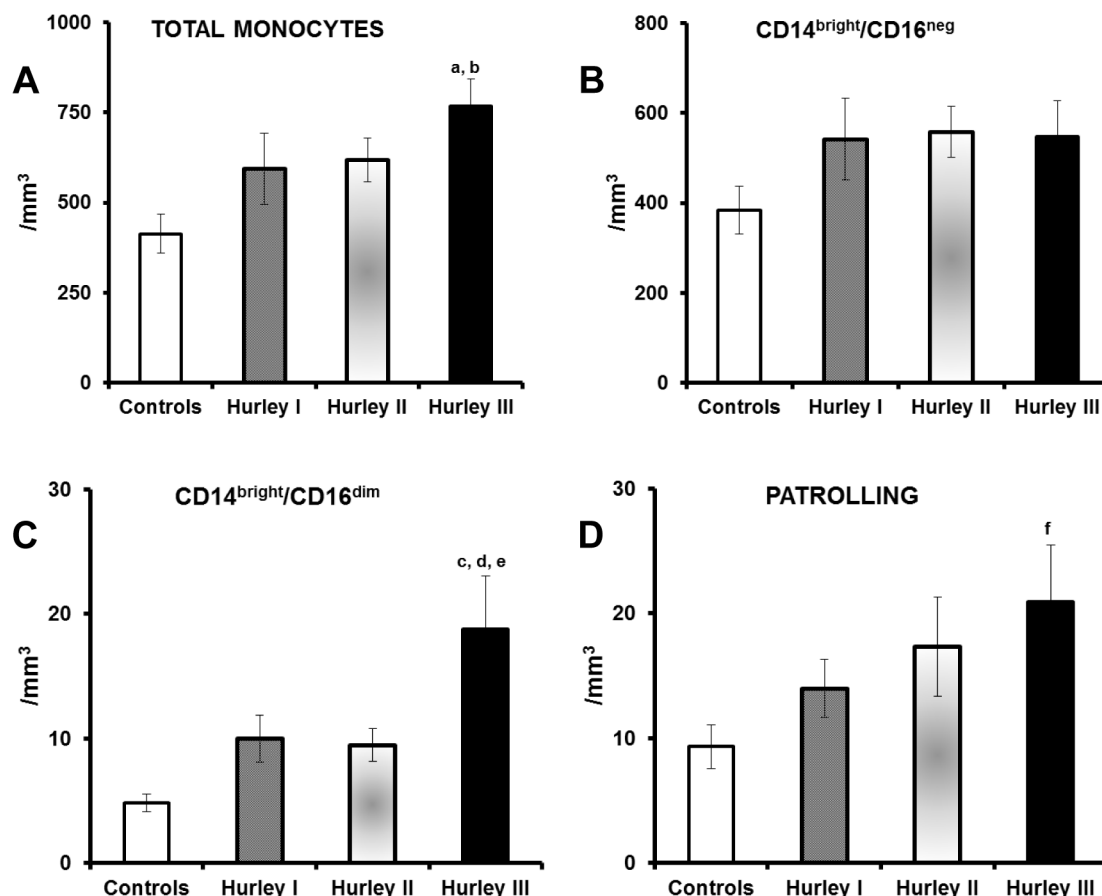 A
TOTAL MONOCYTES
/mm³
1000
750
500
250
0
a, b
Controls Hurley I Hurley II Hurley III
B
CD14bright/CD16neg
/mm³
800
600
400
200
0
Controls Hurley I Hurley II Hurley III
C
CD14bright/CD16dim
/mm³
30
20
10
0
c, d, e
Controls Hurley I Hurley II Hurley III
D
PATROLLING
/mm³
30
20
10
0
f
Controls Hurley I Hurley II Hurley III